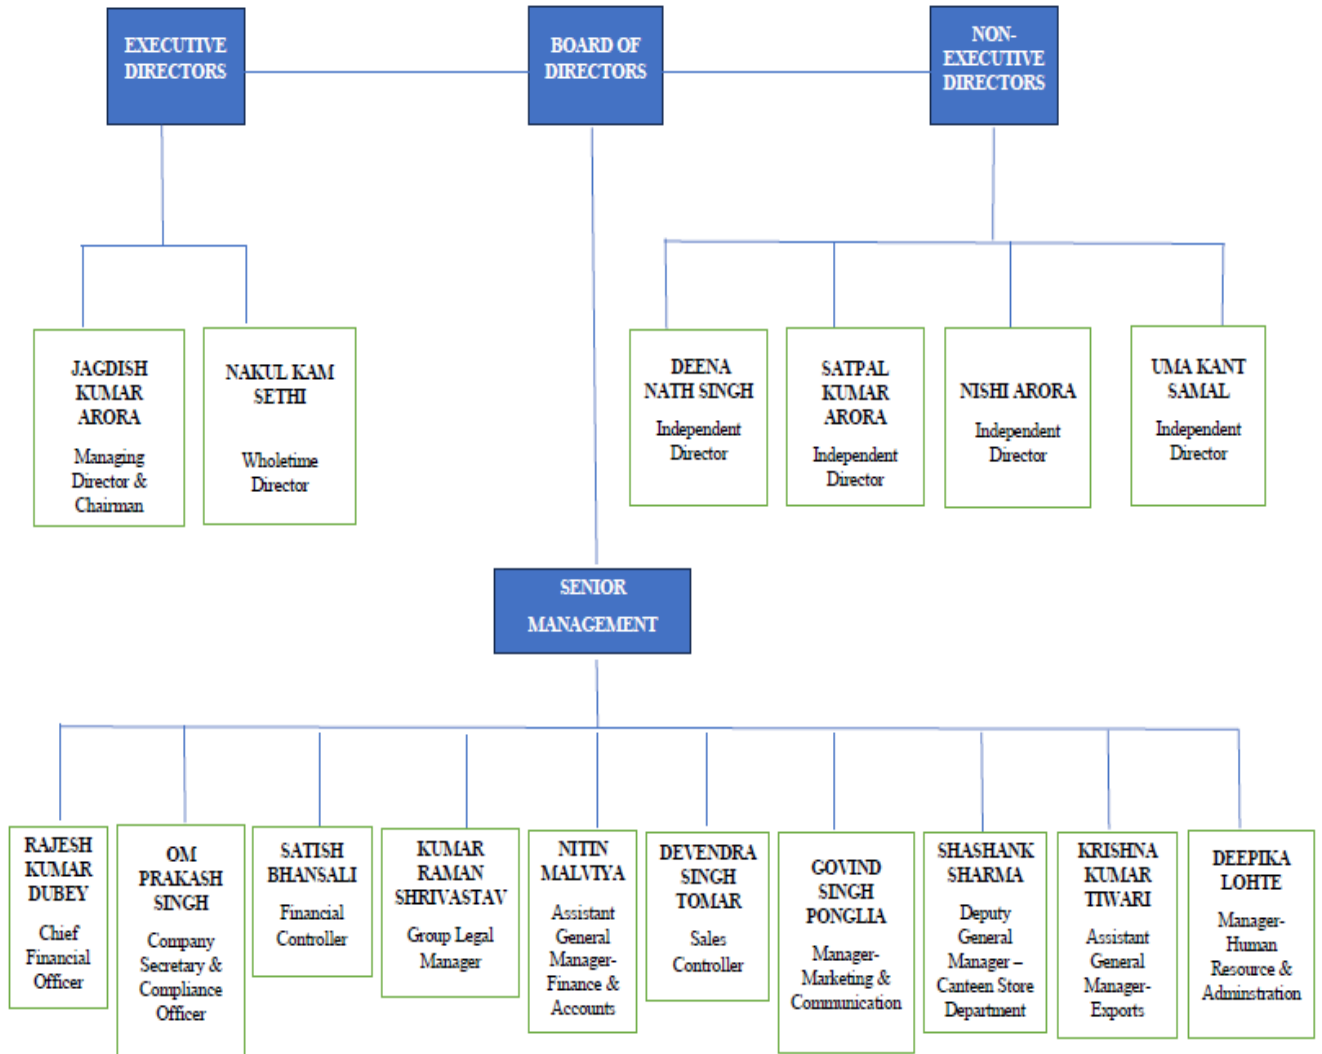 EXECUTIVE
DIRECTORS
BOARD OF
DIRECTORS
NON-
EXECUTIVE
DIRECTORS
JAGDISH
KUMAR
ARORA
Managing
Director &
Chairman
NAKUL KAM
SETHI
Wholetime
Director
DEENA
NATH SINGH
Independent
Director
SATPAL
KUMAR
ARORA
Independent
Director
NISHI ARORA
Independent
Director
UMA KANT
SAMAL
Independent
Director
SENIOR
MANAGEMENT
RAJESH
KUMAR
DUBEY
Chief
Financial
Officer
OM
PRAKASH
SINGH
Company
Secretary &
Compliance
Officer
SATISH
BHANSALI
Financial
Controller
KUMAR
RAMAN
SHRIVASTAV
Group Legal
Manager
NITIN
MALVIYA
Assistant
General
Manager-
Finance &
Accounts
DEVENDRA
SINGH
TOMAR
Sales
Controller
GOVIND
SINGH
PONGLIA
Manager-
Marketing &
Communication
SHASHANK
SHARMA
Deputy
General
Manager –
Canteen Store
Department
KRISHNA
KUMAR
TIWARI
Assistant
General
Manager-
Exports
DEEPIKA
LOHTE
Manager-
Human
Resource &
Adminstration